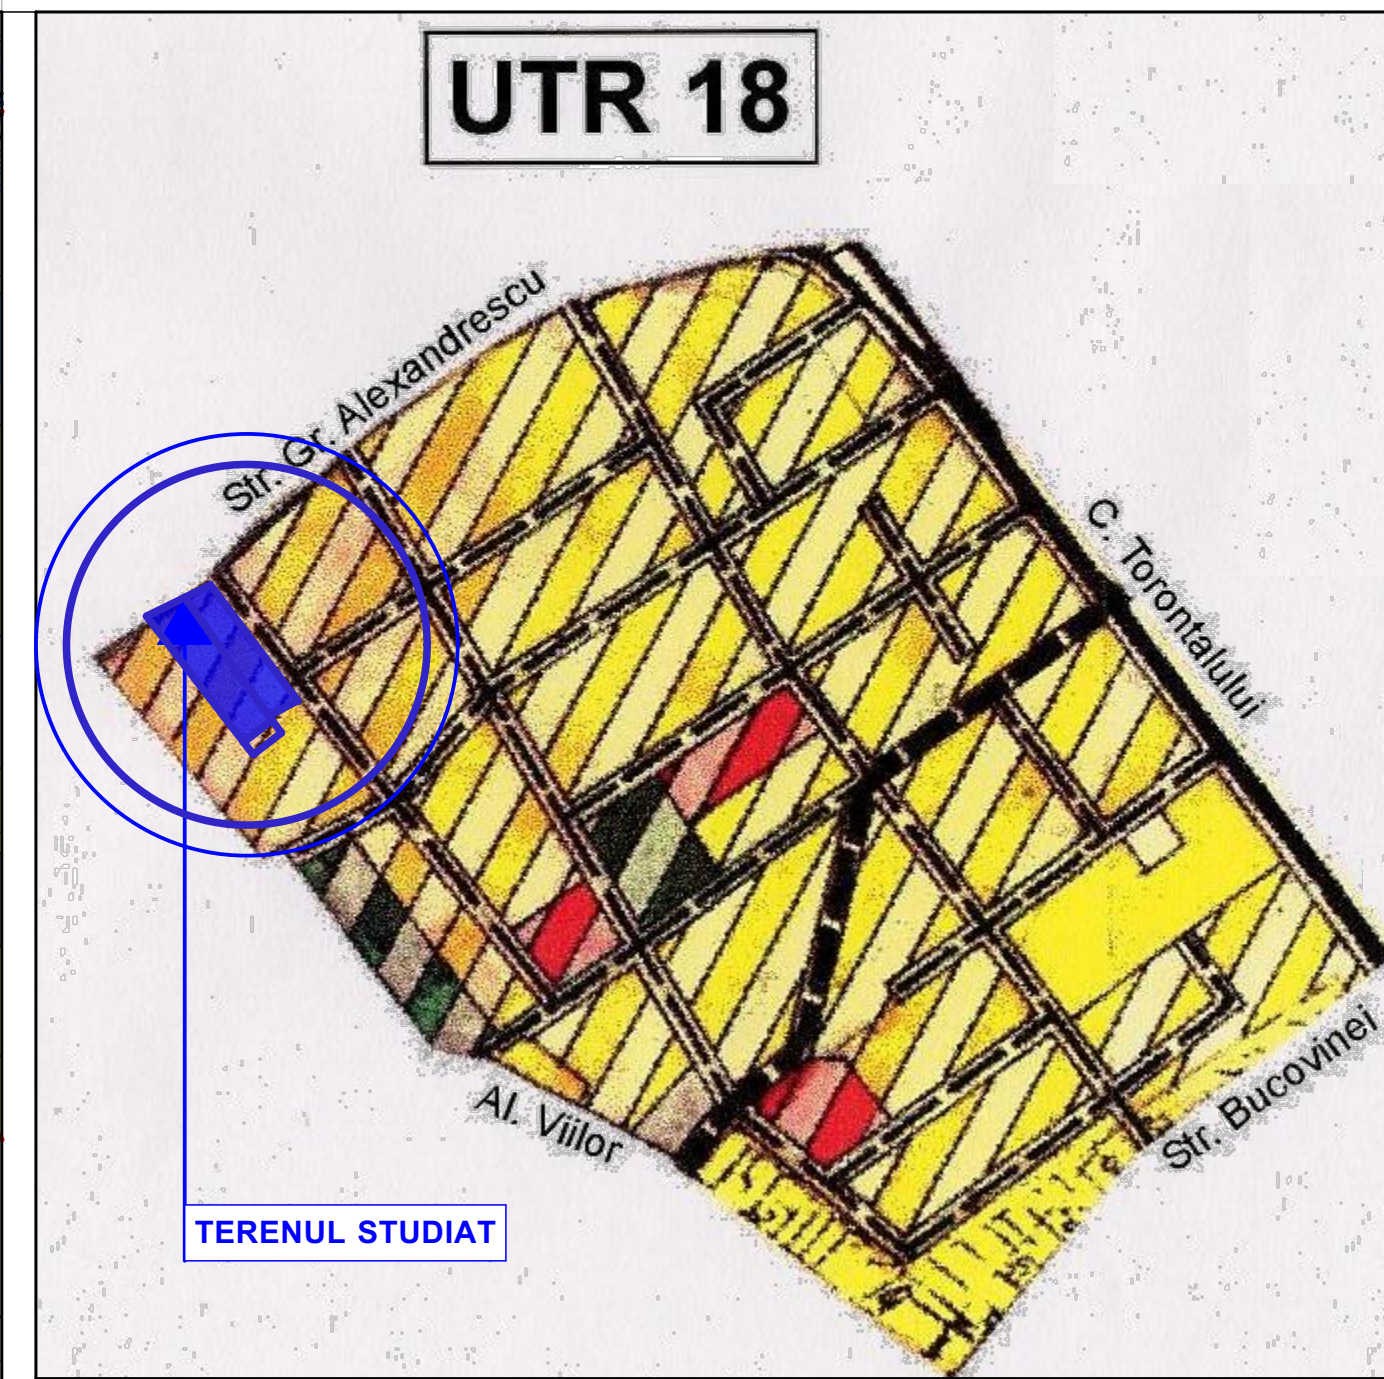 UTR 18
Str. Gr. Alexandrescu
C. Torontalului
Str. Bucovinei
Al. Viilor
TERENUL STUDIAT